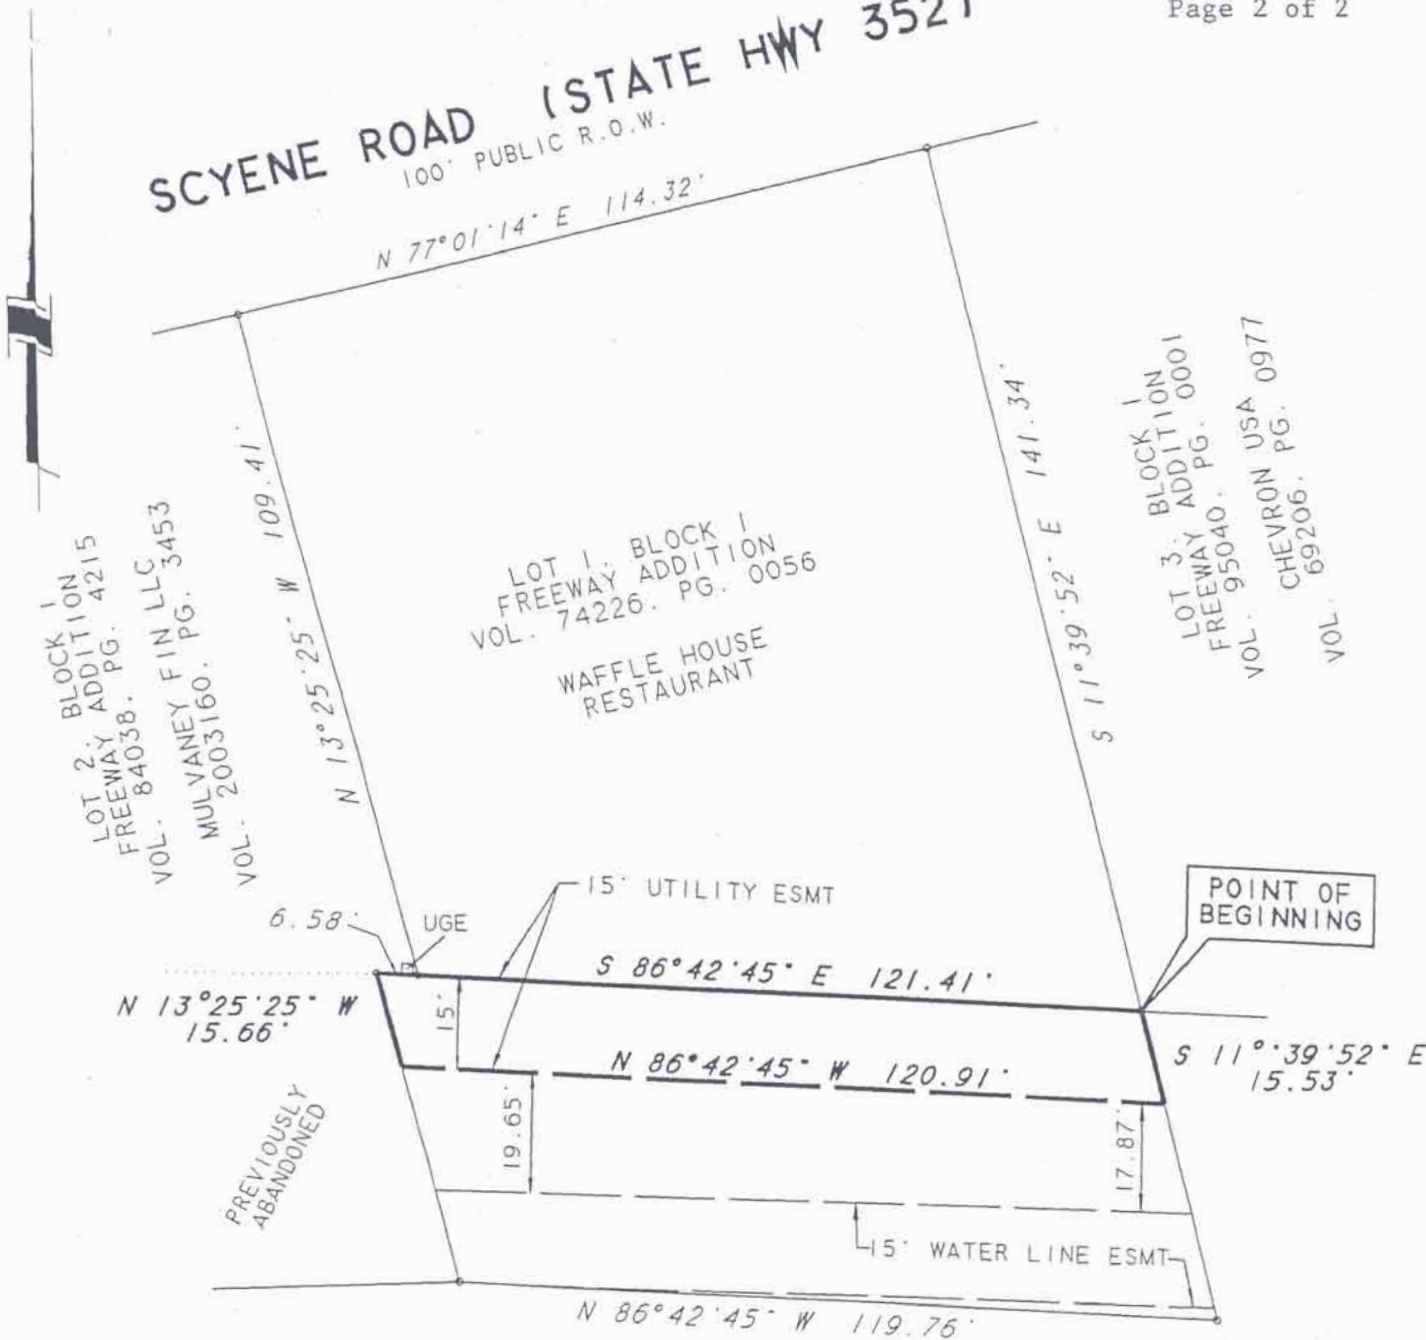 Page 2 of 2
SCYENE ROAD (STATE HWY 352)
100' PUBLIC R.O.W.
N 77°01'14" E 114.32'
N 13°25'25" W 109.41'
S 11°39'52" E 141.34'
LOT 2, BLOCK 1
FREEWAY ADDITION
VOL. 84038, PG. 4215
MULVANEY FIN LLC
VOL. 2003160, PG. 3453
LOT 1, BLOCK 1
FREEWAY ADDITION
VOL. 74226, PG. 0056
WAFFLE HOUSE
RESTAURANT
LOT 3, BLOCK 1
FREEWAY ADDITION
VOL. 95040, PG. 0001
CHEVRON USA
VOL. 69206, PG. 0977
15' UTILITY ESMT
POINT OF
BEGINNING
6.58'
UGE
S 86°42'45" E 121.41'
N 13°25'25" W
15.66'
15'
N 86°42'45" W 120.91'
S 11°39'52" E
15.53'
19.65'
17.87'
PREVIOUSLY
ABANDONED
15' WATER LINE ESMT
N 86°42'45" W 119.76'